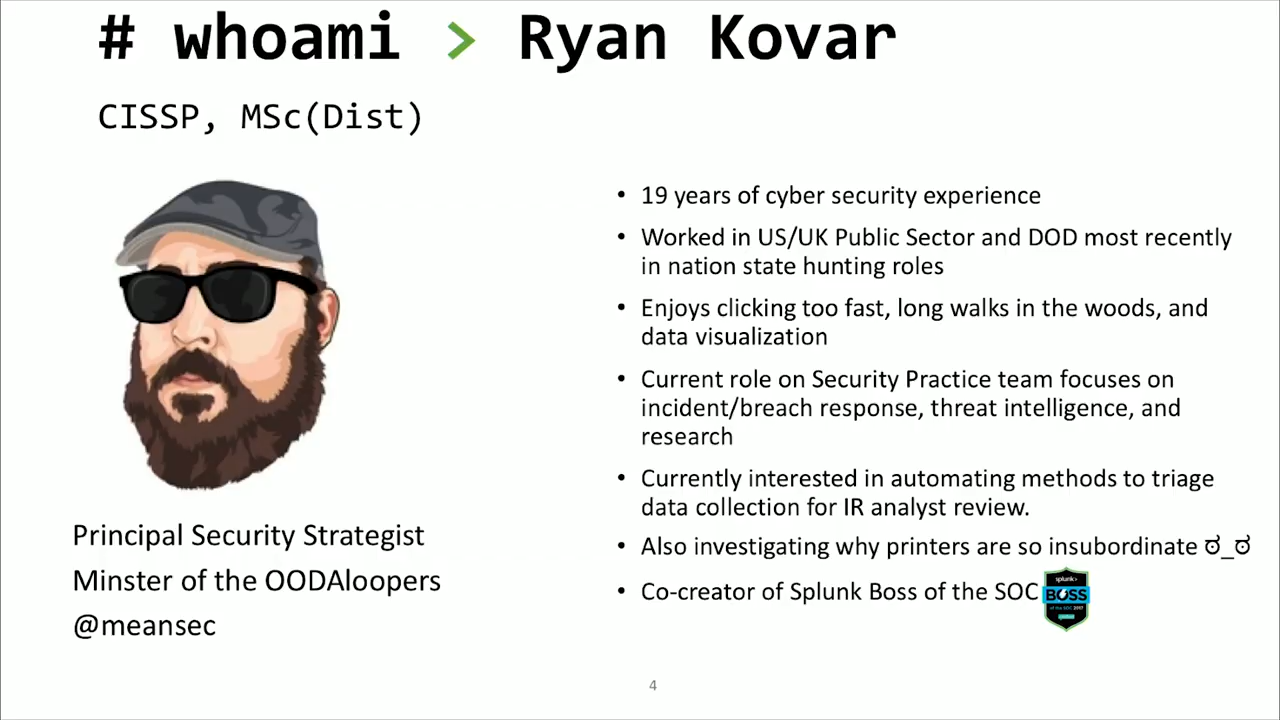 # whoami > Ryan Kovar
CISSP, MSc(Dist)
Principal Security Strategist
Minster of the OODAloopers
@meansec
• 19 years of cyber security experience
• Worked in US/UK Public Sector and DOD most recently
in nation state hunting roles
• Enjoys clicking too fast, long walks in the woods, and
data visualization
• Current role on Security Practice team focuses on
incident/breach response, threat intelligence, and
research
• Currently interested in automating methods to triage
data collection for IR analyst review.
• Also investigating why printers are so insubordinate ಠ_ಠ
• Co-creator of Splunk Boss of the SOC
splunk>
BOSS
of the SOC 2017
4